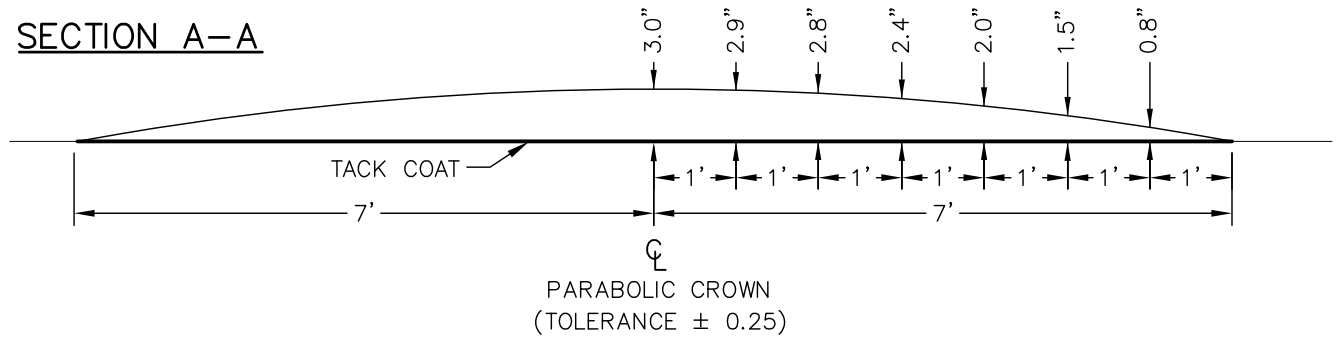 SECTION A-A
3.0" 2.9" 2.8" 2.4" 2.0" 1.5" 0.8"
TACK COAT
1' 1' 1' 1' 1' 1' 1'
7' 7'
℄
PARABOLIC CROWN
(TOLERANCE ± 0.25)